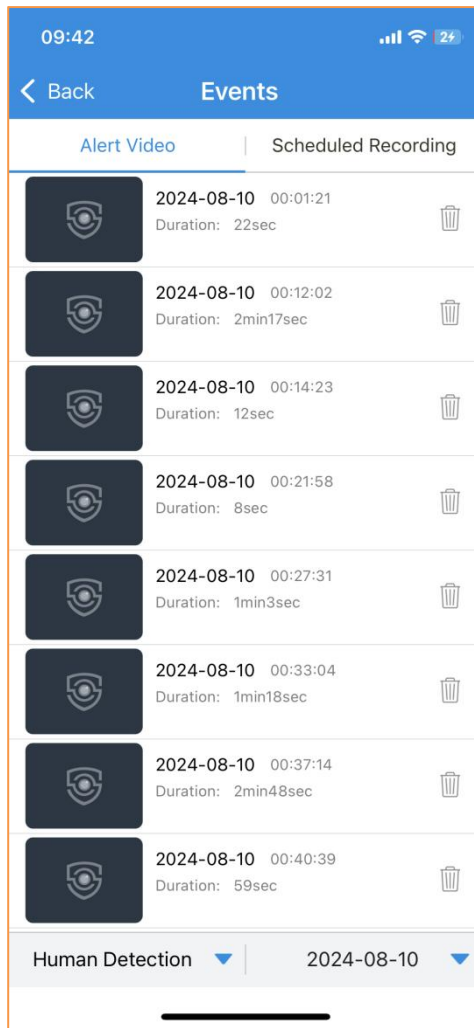 09:42 24
Back Events
Alert Video Scheduled Recording
2024-08-10 00:01:21
Duration: 22sec
2024-08-10 00:12:02
Duration: 2min17sec
2024-08-10 00:14:23
Duration: 12sec
2024-08-10 00:21:58
Duration: 8sec
2024-08-10 00:27:31
Duration: 1min3sec
2024-08-10 00:33:04
Duration: 1min18sec
2024-08-10 00:37:14
Duration: 2min48sec
2024-08-10 00:40:39
Duration: 59sec
Human Detection 2024-08-10